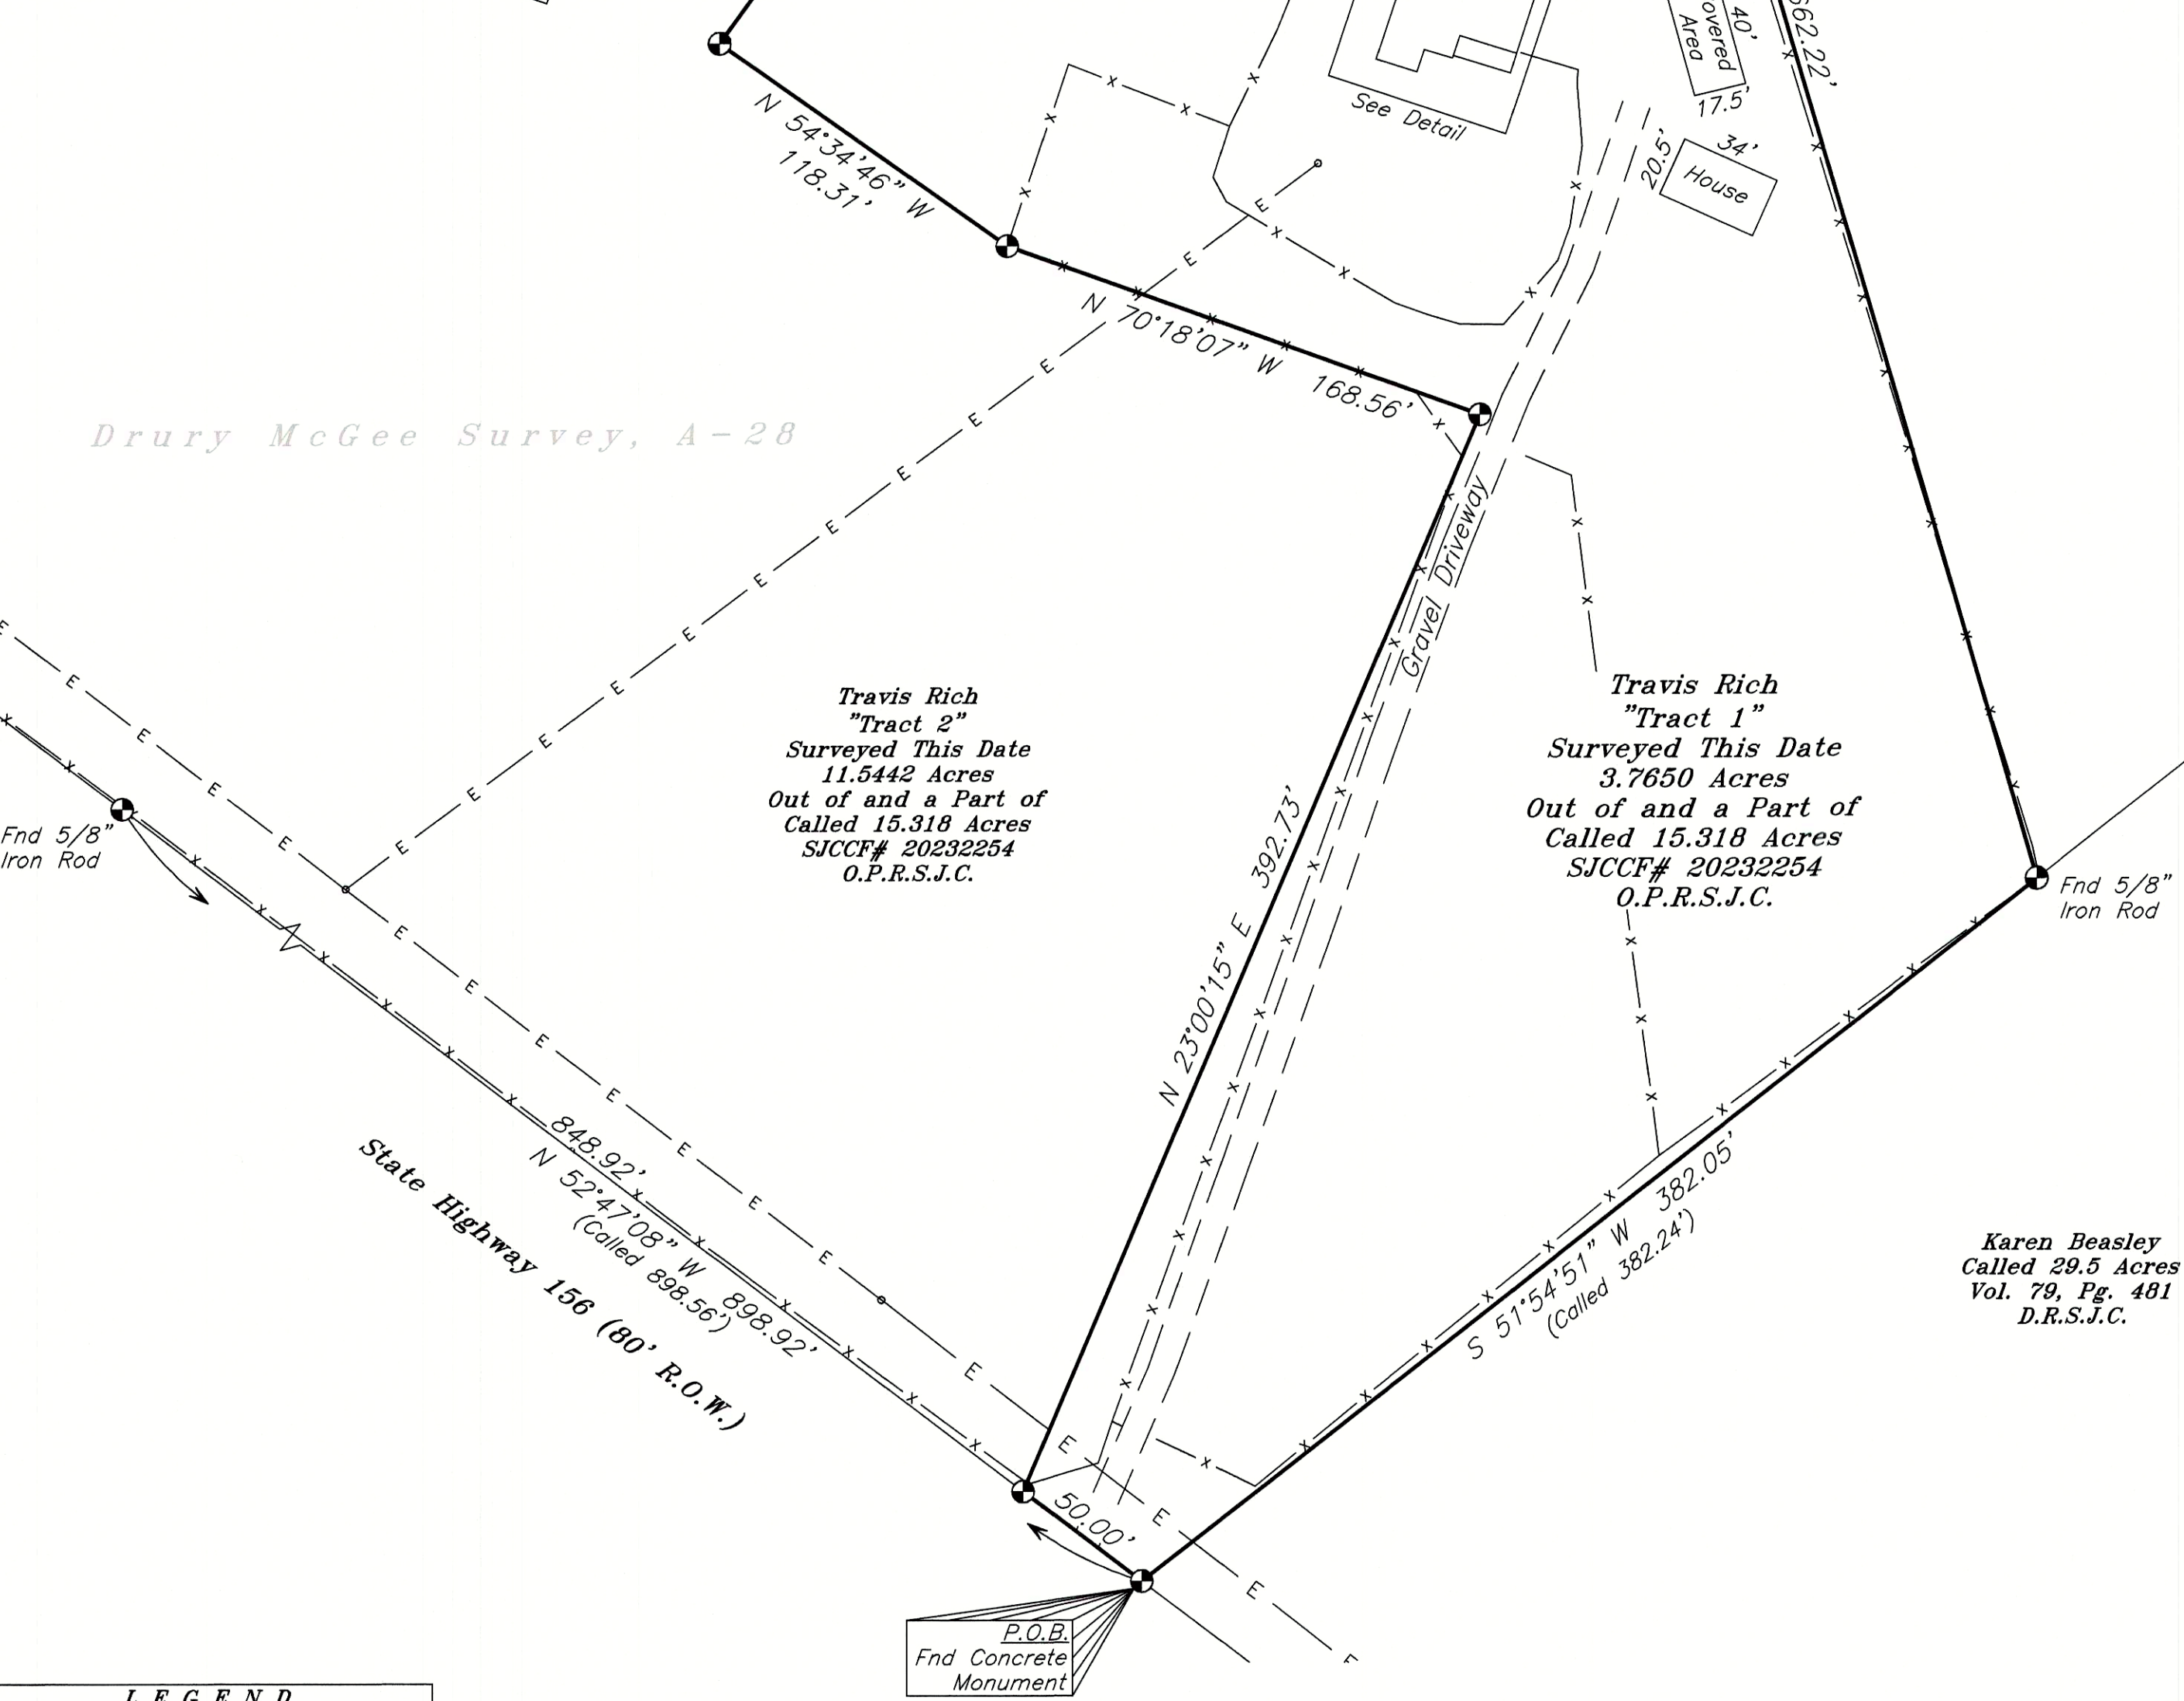 662.22'
40'
overed
Area
17.5'
See Detail
20.5'
34'
House
N 54°34'46" W
118.31'
N 70°18'07" W 168.56'
Drury McGee Survey, A-28
Gravel Driveway
Travis Rich
"Tract 2"
Surveyed This Date
11.5442 Acres
Out of and a Part of
Called 15.318 Acres
SJCCF# 20232254
O.P.R.S.J.C.
Travis Rich
"Tract 1"
Surveyed This Date
3.7650 Acres
Out of and a Part of
Called 15.318 Acres
SJCCF# 20232254
O.P.R.S.J.C.
N 23°00'15" E 392.73'
Fnd 5/8"
Iron Rod
Fnd 5/8"
Iron Rod
848.92'
N 52°47'08" W 898.92'
(Called 898.56')
State Highway 156 (80' R.O.W.)
S 51°54'51" W 382.05'
(Called 382.24')
Karen Beasley
Called 29.5 Acres
Vol. 79, Pg. 481
D.R.S.J.C.
50.00'
P.O.B.
Fnd Concrete
Monument
LEGEND